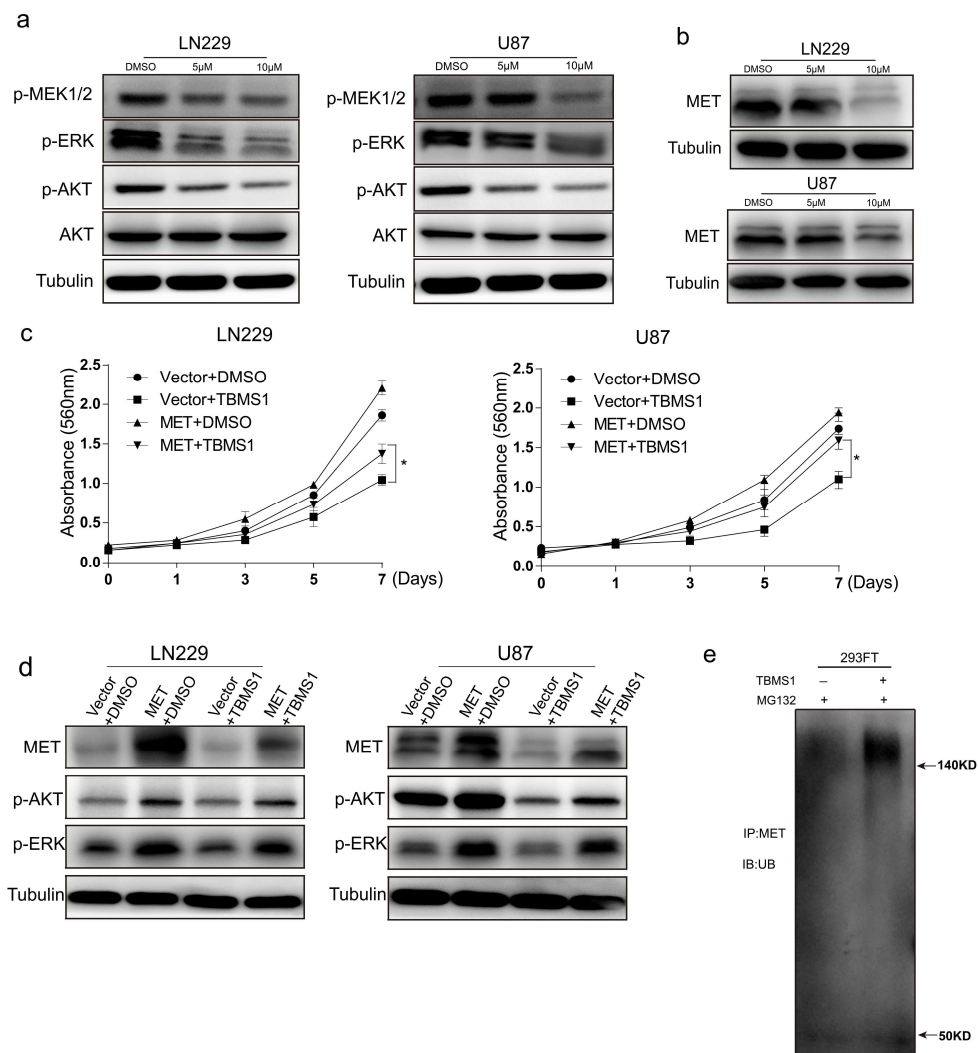 a
LN229
DMSO 5μM 10μM
p-MEK1/2
p-ERK
p-AKT
AKT
Tubulin
U87
DMSO 5μM 10μM
p-MEK1/2
p-ERK
p-AKT
AKT
Tubulin
b
LN229
DMSO 5μM 10μM
MET
Tubulin
U87
DMSO 5μM 10μM
MET
Tubulin
c
LN229
Absorbance (560nm)
2.5
2.0
1.5
1.0
0.5
0.0
Vector+DMSO
Vector+TBMS1
MET+DMSO
MET+TBMS1
*
0 1 3 5 7 (Days)
U87
Absorbance (560nm)
2.5
2.0
1.5
1.0
0.5
0.0
Vector+DMSO
Vector+TBMS1
MET+DMSO
MET+TBMS1
*
0 1 3 5 7 (Days)
d
LN229
Vector +DMSO
MET +DMSO
Vector +TBMS1
MET +TBMS1
MET
p-AKT
p-ERK
Tubulin
U87
Vector +DMSO
MET +DMSO
Vector +TBMS1
MET +TBMS1
MET
p-AKT
p-ERK
Tubulin
e
293FT
TBMS1 – +
MG132 + +
140KD
IP:MET
IB:UB
50KD